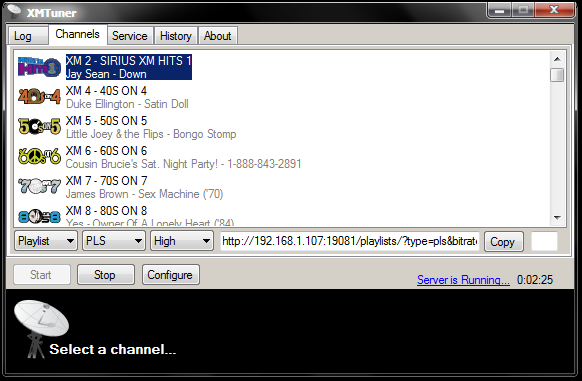 XMTuner
Log Channels Service History About
XM 2 - SIRIUS XM HITS 1
Jay Sean - Down
XM 4 - 40S ON 4
Duke Ellington - Satin Doll
XM 5 - 50S ON 5
Little Joey & the Flips - Bongo Stomp
XM 6 - 60S ON 6
Cousin Brucie's Sat. Night Party! - 1-888-843-2891
XM 7 - 70S ON 7
James Brown - Sex Machine ('70)
XM 8 - 80S ON 8
Yes - Owner Of A Lonely Heart ('84)
Playlist PLS High http://192.168.1.107:19081/playlists/?type=pls&bitrate Copy
Start Stop Configure Server is Running... 0:02:25
Select a channel...